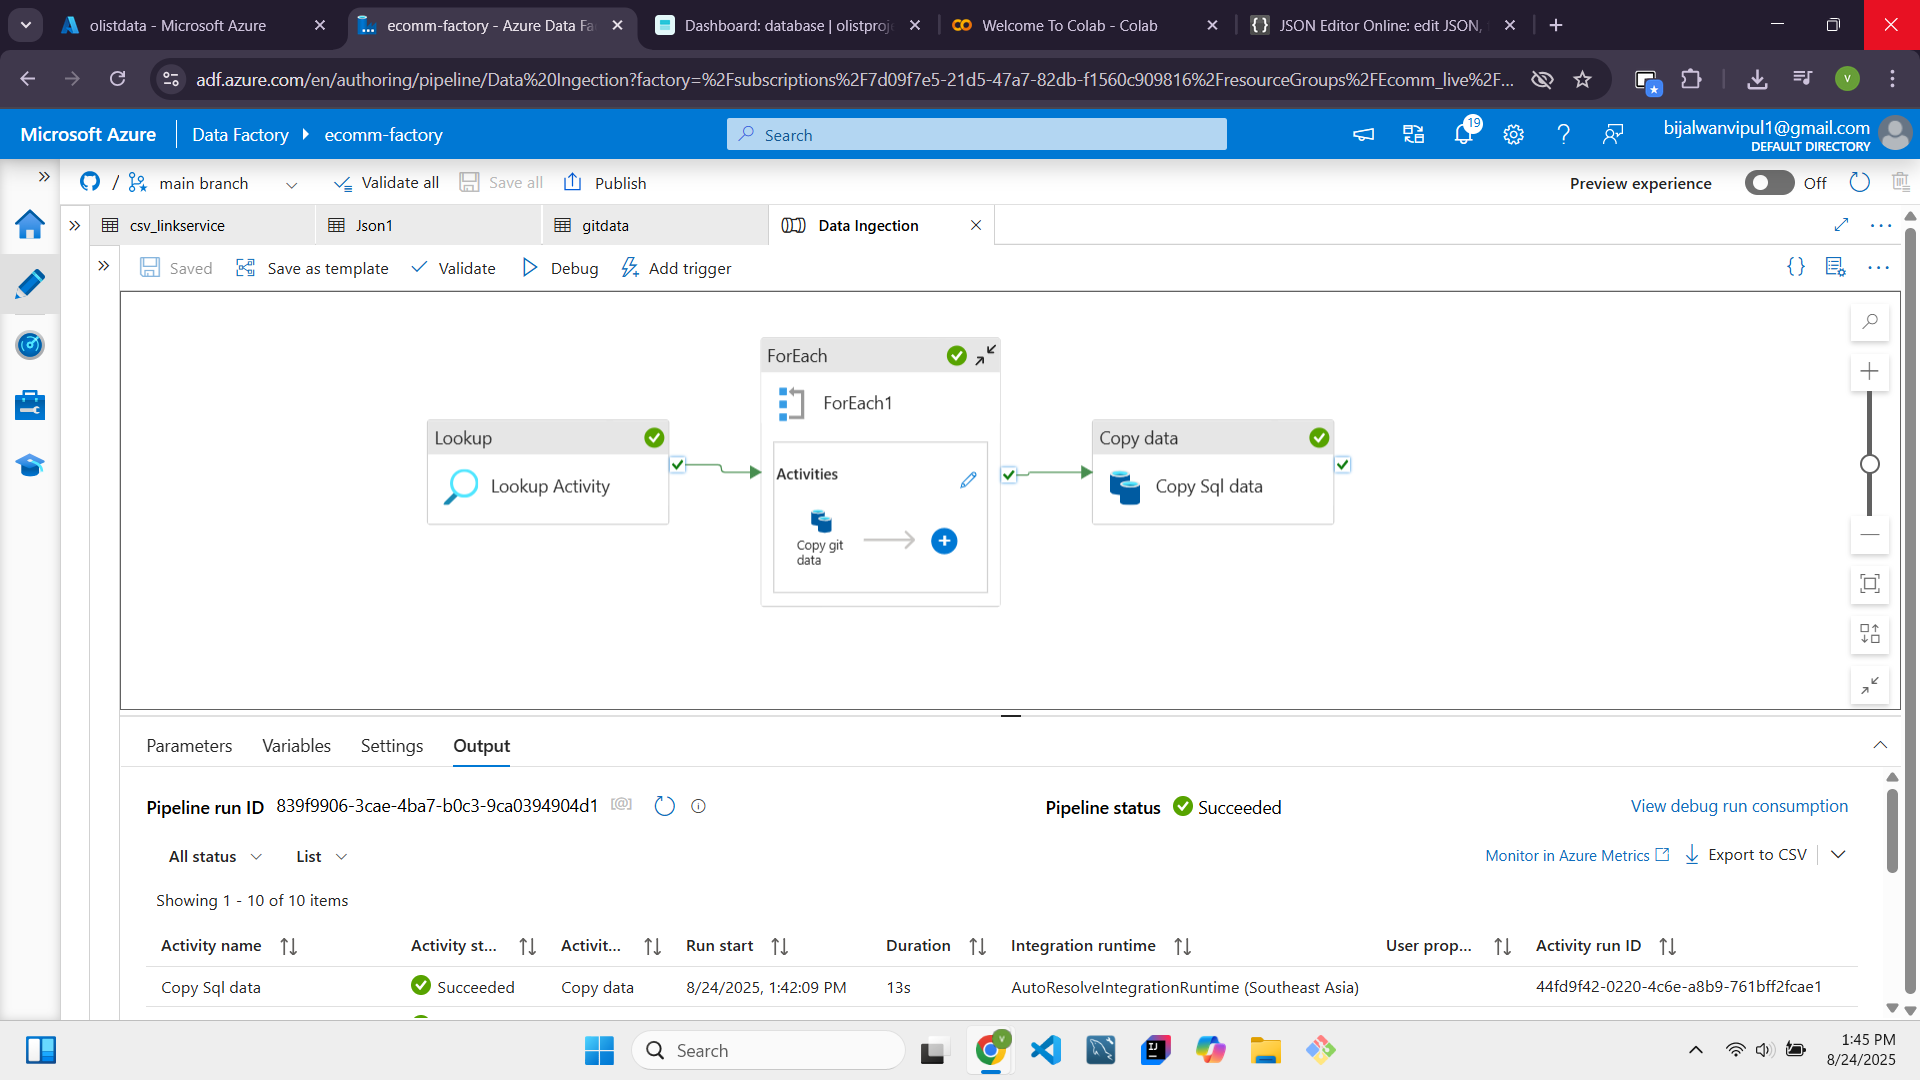 olistdata - Microsoft Azure
ecomm-factory - Azure Data Fa
Dashboard: database | olistproje
Welcome To Colab - Colab
JSON Editor Online: edit JSON,
adf.azure.com/en/authoring/pipeline/Data%20Ingection?factory=%2Fsubscriptions%2F7d09f7e5-21d5-47a7-82db-f1560c909816%2FresourceGroups%2FEcomm_live%2F...
V
Microsoft Azure
Data Factory
ecomm-factory
Search
19
bijalwanvipul1@gmail.com
DEFAULT DIRECTORY
/
main branch
Validate all
Save all
Publish
Preview experience
Off
csv_linkservice
Json1
gitdata
Data Ingection
Saved
Save as template
Validate
Debug
Add trigger
Lookup
Lookup Activity
ForEach
ForEach1
Activities
Copy git
data
Copy data
Copy Sql data
Parameters
Variables
Settings
Output
Pipeline run ID
839f9906-3cae-4ba7-b0c3-9ca0394904d1
Pipeline status
Succeeded
View debug run consumption
All status
List
Monitor in Azure Metrics
Export to CSV
Showing 1 - 10 of 10 items
Activity name
Activity st...
Activit...
Run start
Duration
Integration runtime
User prop...
Activity run ID
Copy Sql data
Succeeded
Copy data
8/24/2025, 1:42:09 PM
13s
AutoResolveIntegrationRuntime (Southeast Asia)
44fd9f42-0220-4c6e-a8b9-761bff2fcae1
Search
1:45 PM
8/24/2025